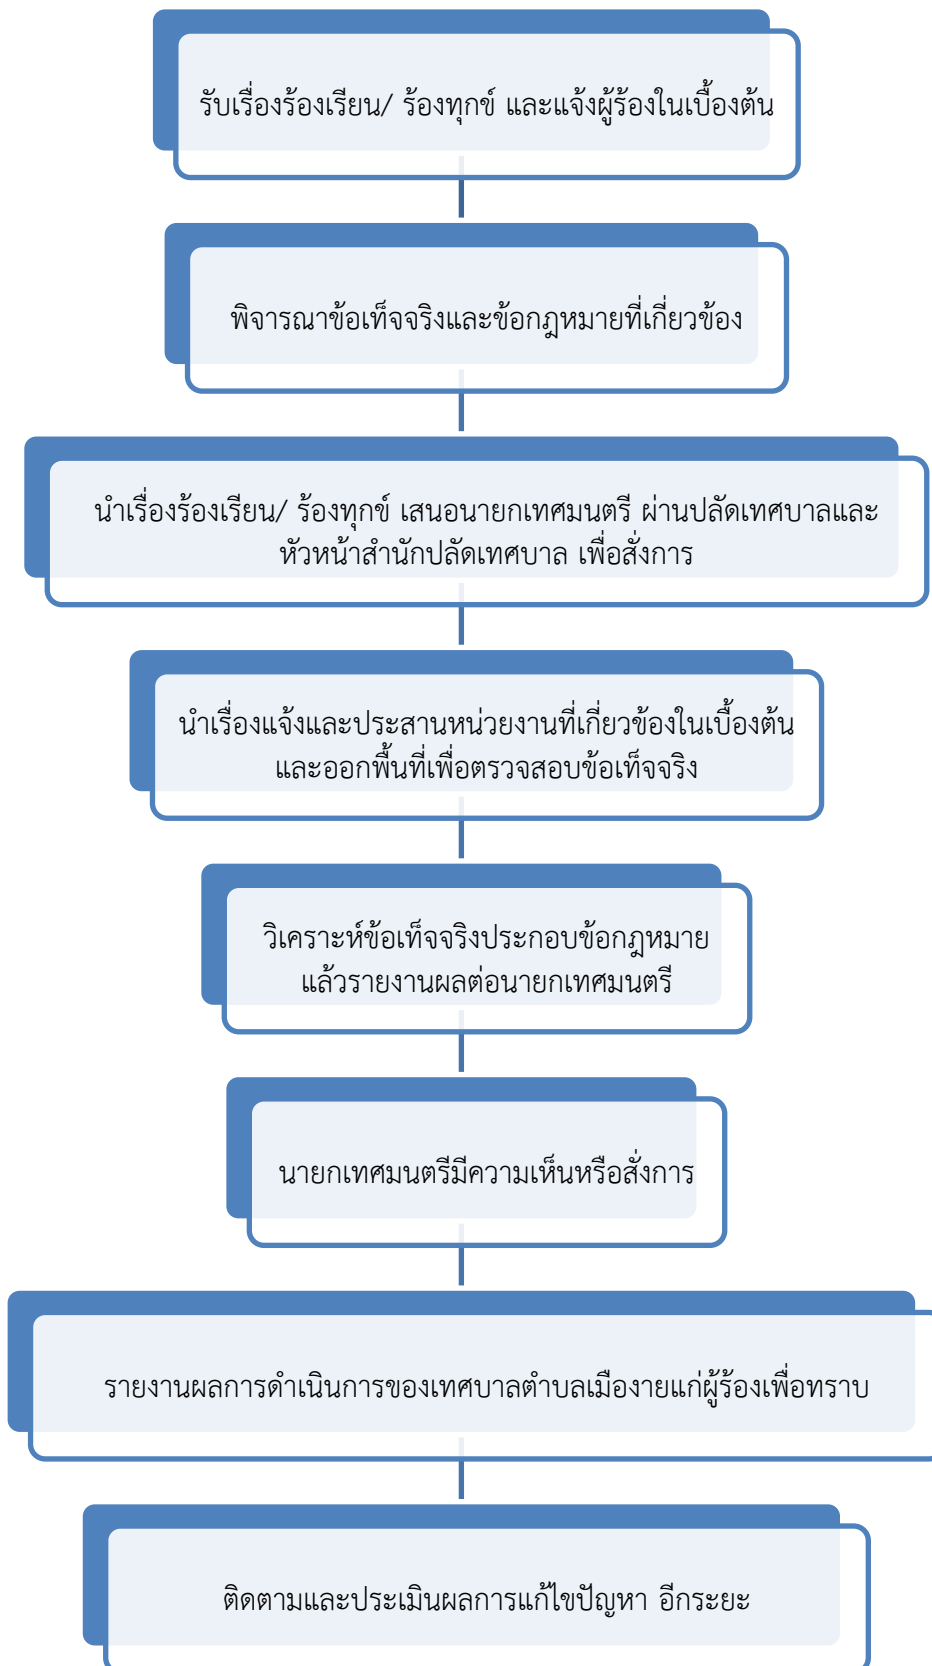 รับเรื่องร้องเรียน/ ร้องทุกข์ และแจ้งผู้ร้องในเบื้องต้น
พิจารณาข้อเท็จจริงและข้อกฎหมายที่เกี่ยวข้อง
นำเรื่องร้องเรียน/ ร้องทุกข์ เสนอนายกเทศมนตรี ผ่านปลัดเทศบาลและ
หัวหน้าสำนักปลัดเทศบาล เพื่อสั่งการ
นำเรื่องแจ้งและประสานหน่วยงานที่เกี่ยวข้องในเบื้องต้น
และออกพื้นที่เพื่อตรวจสอบข้อเท็จจริง
วิเคราะห์ข้อเท็จจริงประกอบข้อกฎหมาย
แล้วรายงานผลต่อนายกเทศมนตรี
นายกเทศมนตรีมีความเห็นหรือสั่งการ
รายงานผลการดำเนินการของเทศบาลตำบลเมืองายแก่ผู้ร้องเพื่อทราบ
ติดตามและประเมินผลการแก้ไขปัญหา อีกระยะ